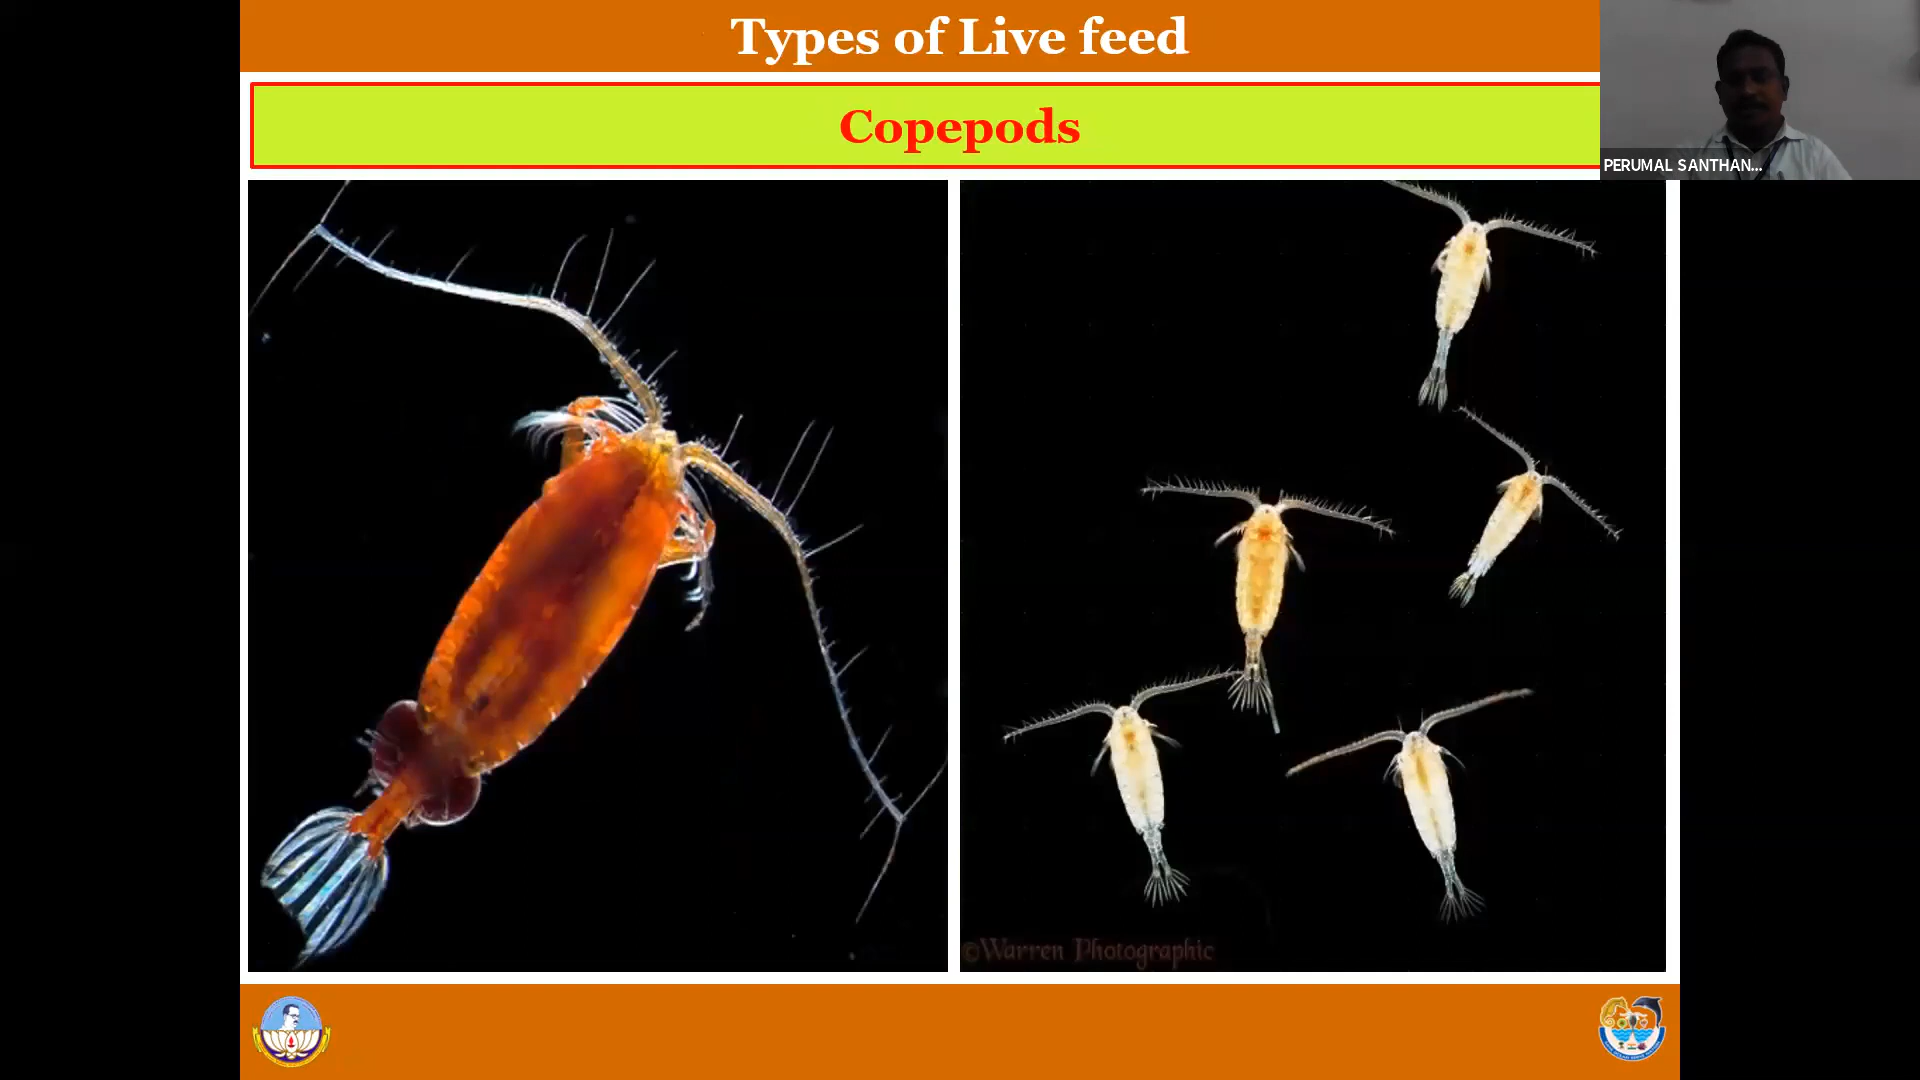 Types of Live feed
Copepods
PERUMAL SANTHAN...
©Warren Photographic